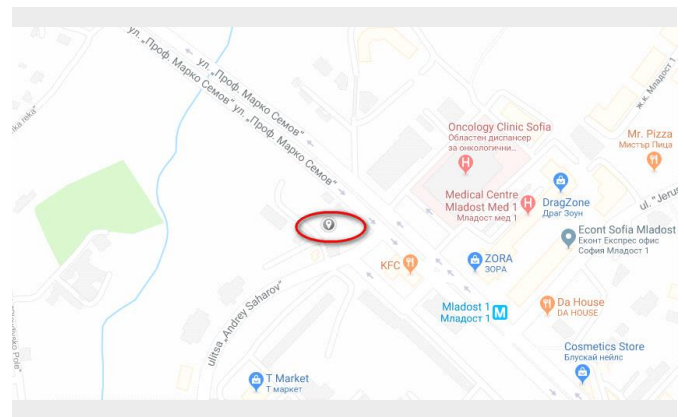 ул. „Проф. Марко Семов“
ул. „Проф. Марко Семов“
ул. „Проф. Марко Семов“
Oncology Clinic Sofia
Областен диспансер
за онкологични...
ж.к. Младост 1
Mr. Pizza
Мистър Пица
Medical Centre
Mladost Med 1
Младост мед 1
DragZone
Драг Зоун
ul. "Jerus
Econt Sofia Mladost
Еконт Експрес офис
София Младост 1
KFC
ZORA
ЗОРА
ulitsa „Andrey Saharov“
Mladost 1
Младост 1
M
Da House
DA HOUSE
Cosmetics Store
Блускай нейлс
T Market
Т маркет